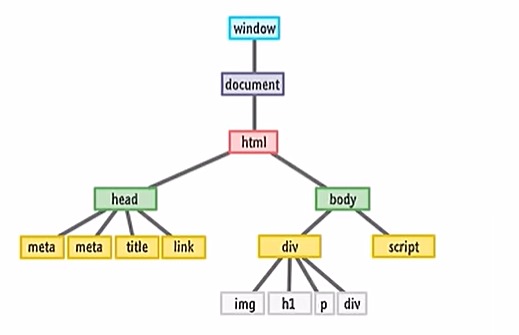 window
document
html
head body
meta meta title link div script
img h1 p div